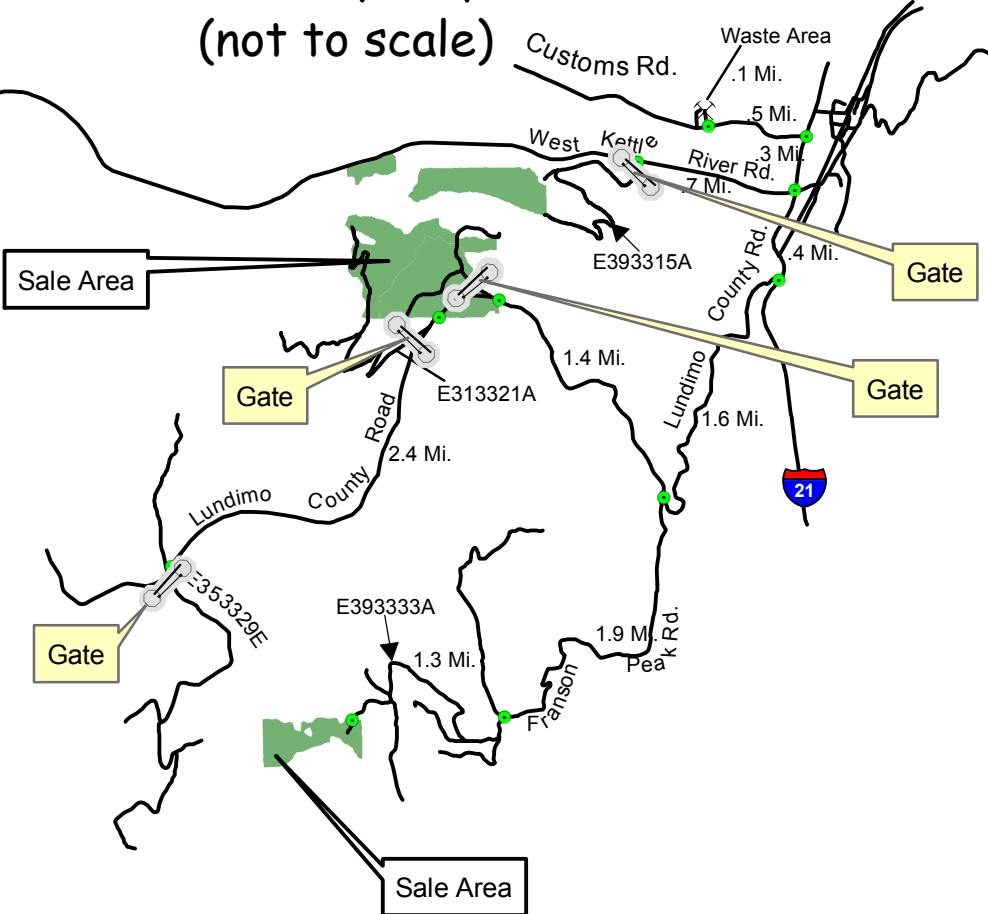 (not to scale)
Customs Rd.
Waste Area
.1 Mi.
.5 Mi.
West Kettle River Rd.
.3 Mi.
.7 Mi.
E393315A
.4 Mi.
Gate
Sale Area
Lundimo County Rd.
1.4 Mi.
Gate
Gate
E313321A
1.6 Mi.
2.4 Mi.
Lundimo County Road
21
E353329E
E393333A
Gate
1.3 Mi.
1.9 Mi.
Franson Peak Rd.
Sale Area